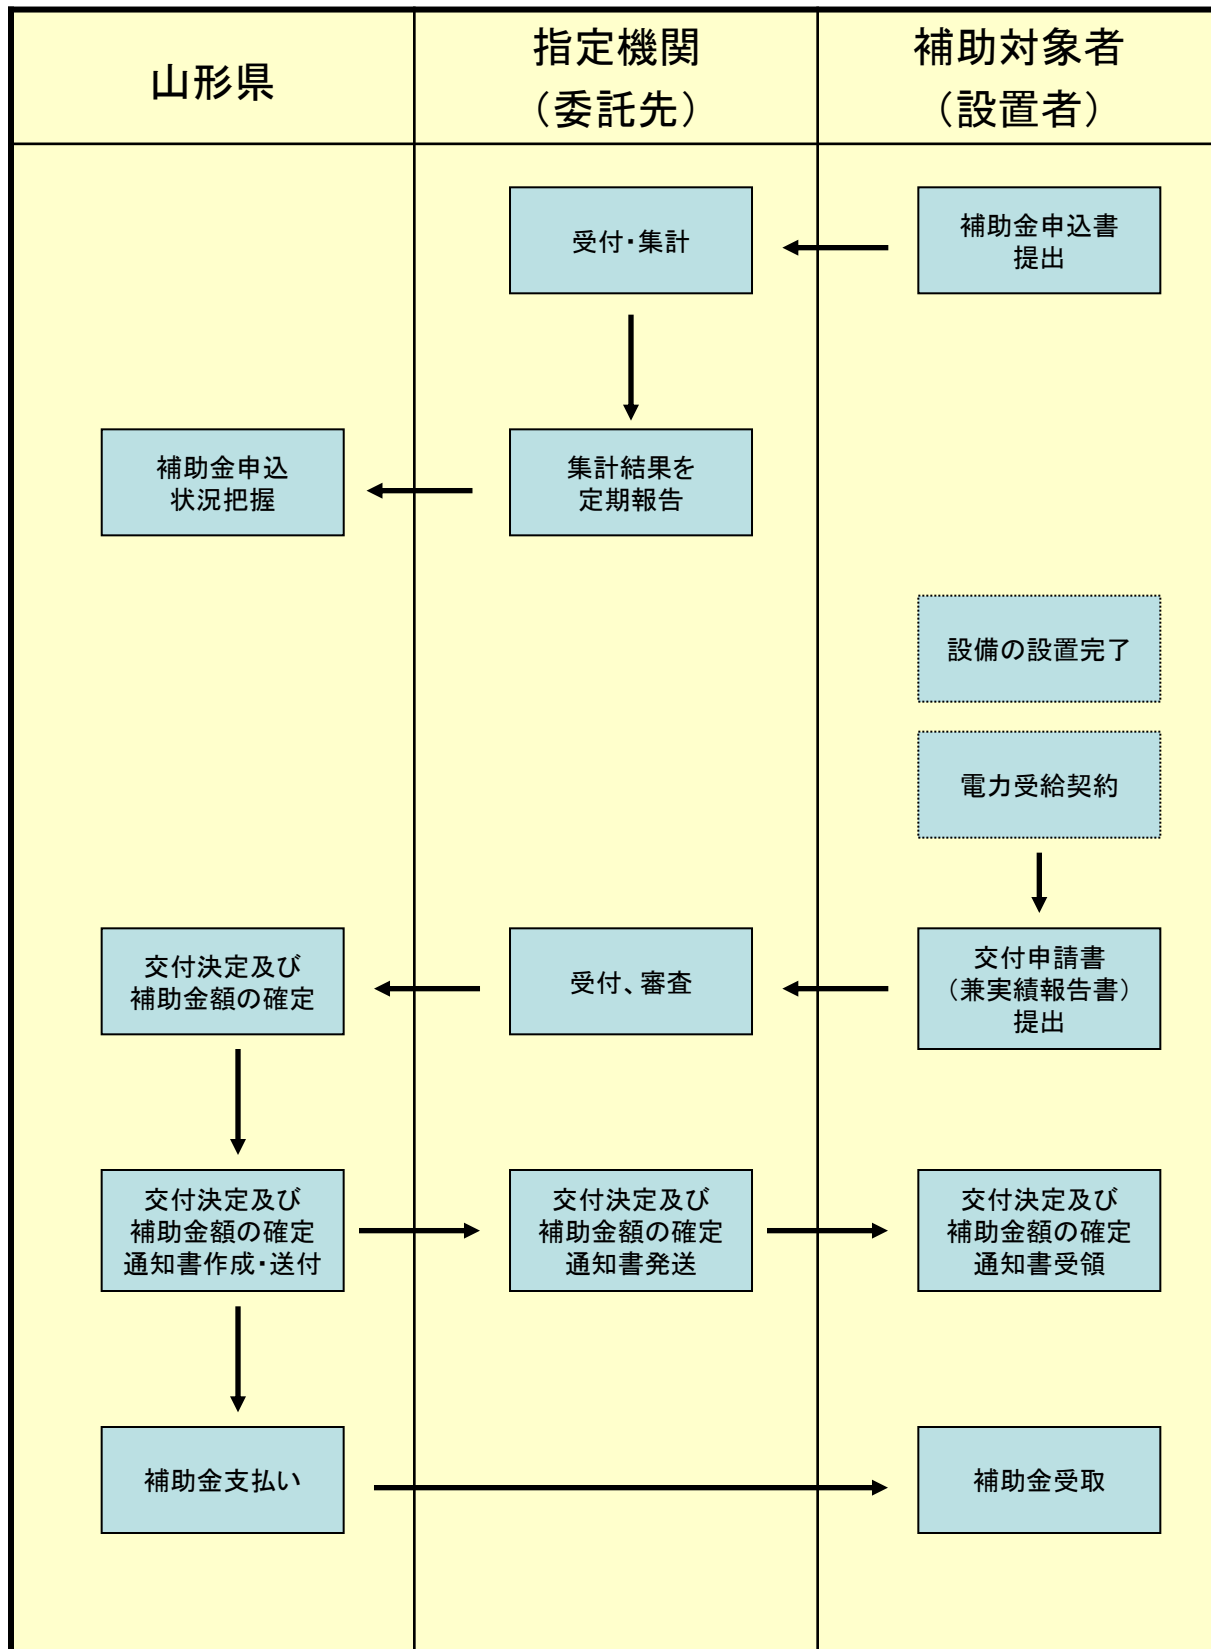 山形県
指定機関
（委託先）
補助対象者
（設置者）
受付・集計
補助金申込書
提出
補助金申込
状況把握
集計結果を
定期報告
設備の設置完了
電力受給契約
交付決定及び
補助金額の確定
受付、審査
交付申請書
（兼実績報告書）
提出
交付決定及び
補助金額の確定
通知書作成・送付
交付決定及び
補助金額の確定
通知書発送
交付決定及び
補助金額の確定
通知書受領
補助金支払い
補助金受取